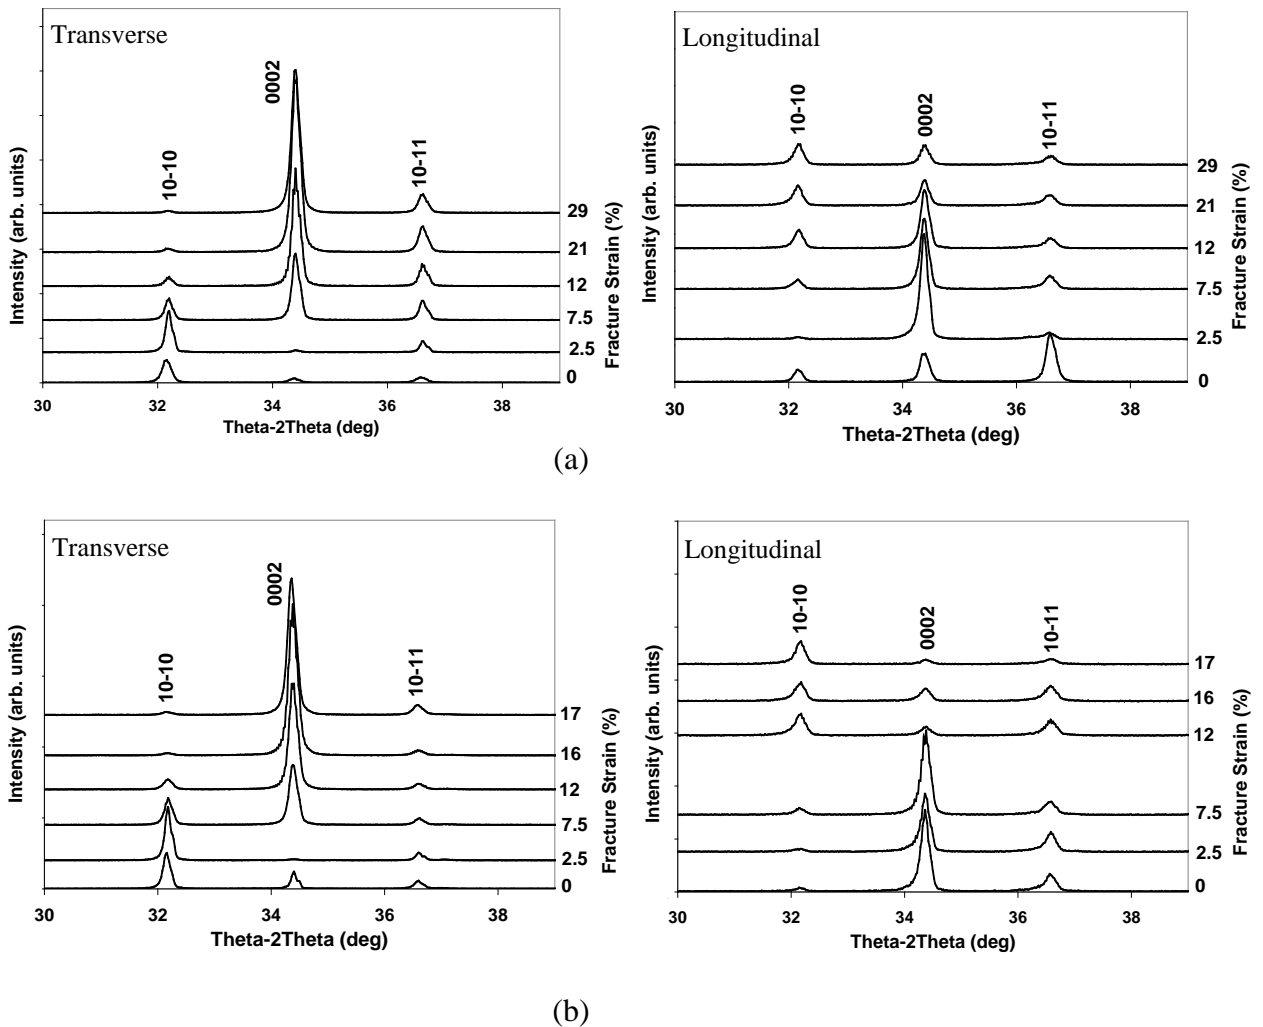 Transverse
0002
10-10
10-11
29
21
12
7.5
2.5
0
Intensity (arb. units)
Fracture Strain (%)
30 32 34 36 38
Theta-2Theta (deg)
Longitudinal
10-10
0002
10-11
29
21
12
7.5
2.5
0
Intensity (arb. units)
Fracture Strain (%)
30 32 34 36 38
Theta-2Theta (deg)
(a)
Transverse
0002
10-10
10-11
17
16
12
7.5
2.5
0
Intensity (arb. units)
Fracture Strain (%)
30 32 34 36 38
Theta-2Theta (deg)
Longitudinal
10-10
0002
10-11
17
16
12
7.5
2.5
0
Intensity (arb. units)
Fracture Strain (%)
30 32 34 36 38
Theta-2Theta (deg)
(b)